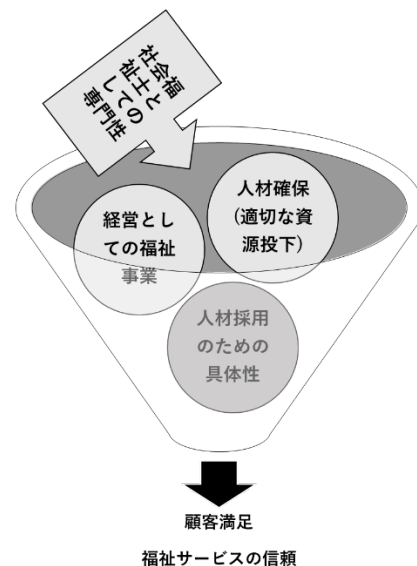 社会福
祉士と
しての
専門性
人材確保
(適切な資
源投下)
経営とし
ての福祉
事業
人材採用
のための
具体性
顧客満足
福祉サービスの信頼